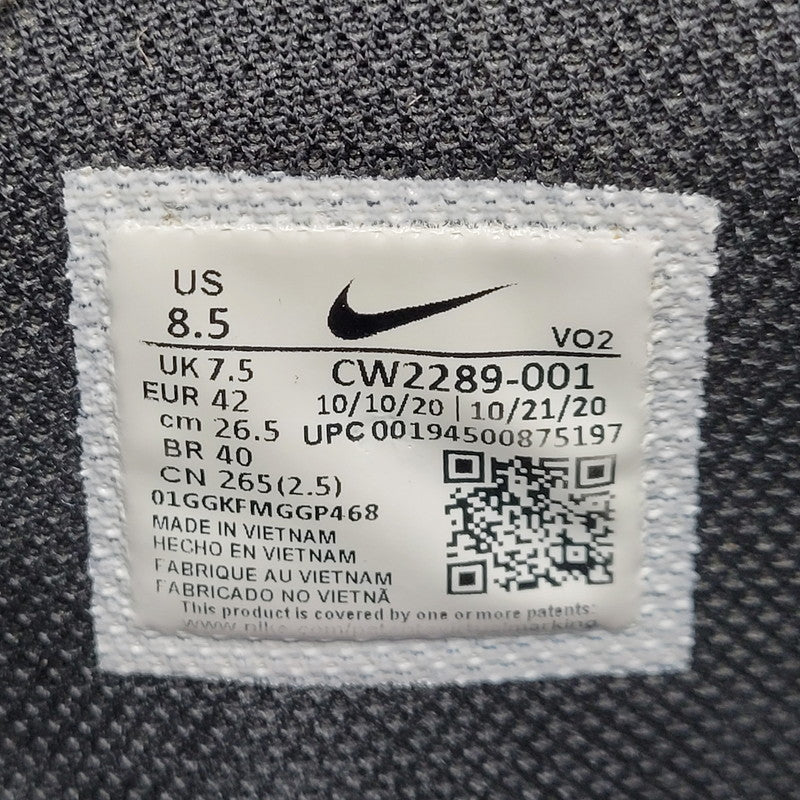 US
8.5
VO2
UK 7.5
CW2289-001
EUR 42
10/10/20 | 10/21/20
cm 26.5
UPC 00194500875197
BR 40
CN 265(2.5)
01GGKFMGGP468
MADE IN VIETNAM
HECHO EN VIETNAM
FABRIQUE AU VIETNAM
FABRICADO NO VIETNÃ
This product is covered by one or more patents: